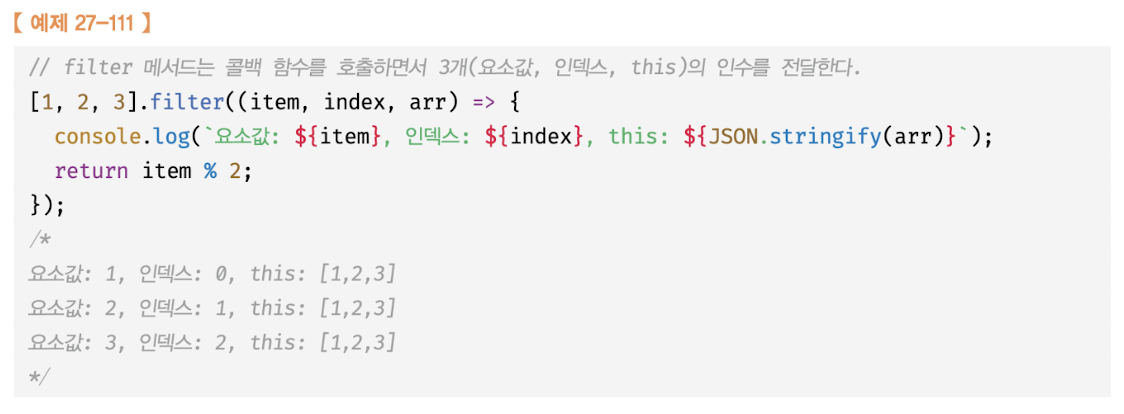 【 예제 27-111 】
// filter 메서드는 콜백 함수를 호출하면서 3개(요소값, 인덱스, this)의 인수를 전달한다.
[1, 2, 3].filter((item, index, arr) => {
  console.log(`요소값: ${item}, 인덱스: ${index}, this: ${JSON.stringify(arr)}`);
  return item % 2;
});
/*
요소값: 1, 인덱스: 0, this: [1,2,3]
요소값: 2, 인덱스: 1, this: [1,2,3]
요소값: 3, 인덱스: 2, this: [1,2,3]
*/